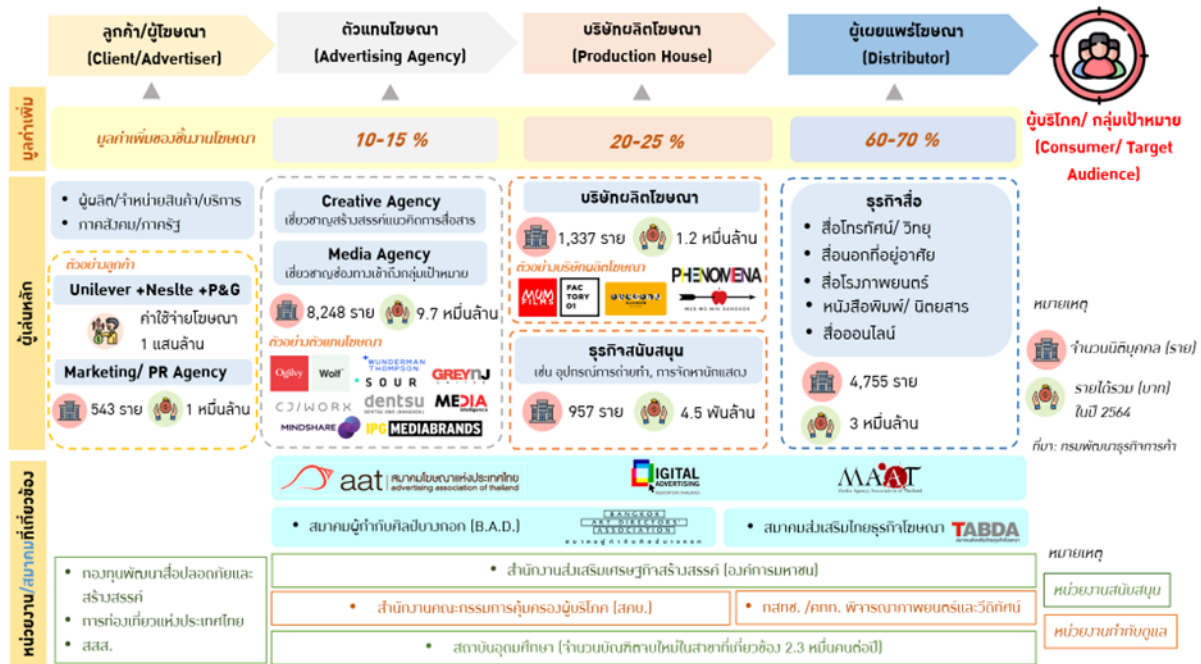 ลูกค้า/ผู้โฆษณา
(Client/Advertiser)
ตัวแทนโฆษณา
(Advertising Agency)
บริษัทผลิตโฆษณา
(Production House)
ผู้เผยแพร่โฆษณา
(Distributor)
ผู้บริโภค/ กลุ่มเป้าหมาย
(Consumer/ Target
Audience)
มูลค่าเพิ่ม
มูลค่าเพิ่มของชิ้นงานโฆษณา
10-15 %
20-25 %
60-70 %
ผู้เล่นหลัก
• ผู้ผลิต/จำหน่ายสินค้า/บริการ
• ภาคสังคม/ภาครัฐ
ตัวอย่างลูกค้า
Unilever +Neslte +P&G
ค่าใช้จ่ายโฆษณา
1 แสนล้าน
Marketing/ PR Agency
543 ราย
1 หมื่นล้าน
Creative Agency
เชี่ยวชาญสร้างสรรค์แนวคิดการสื่อสาร
Media Agency
เชี่ยวชาญช่องทางเข้าถึงกลุ่มเป้าหมาย
8,248 ราย
9.7 หมื่นล้าน
ตัวอย่างตัวแทนโฆษณา
Ogilvy
Wolf
WUNDERMAN
THOMPSON
SOUR
GREYNJ
UNITED
CJ/WORX
dentsu
DENTSU ONE (BANGKOK)
MEDIA
Intelligence
MINDSHARE
IPG MEDIABRANDS
บริษัทผลิตโฆษณา
1,337 ราย
1.2 หมื่นล้าน
ตัวอย่างบริษัทผลิตโฆษณา
MUM
FILMS
FAC
TORY
01
PHENOMENA
MUE NO MIN BANGKOK
ธุรกิจสนับสนุน
เช่น อุปกรณ์การถ่ายทำ, การจัดหานักแสดง
957 ราย
4.5 พันล้าน
ธุรกิจสื่อ
• สื่อโทรทัศน์/ วิทยุ
• สื่อนอกที่อยู่อาศัย
• สื่อโรงภาพยนตร์
• หนังสือพิมพ์/ นิตยสาร
• สื่อออนไลน์
4,755 ราย
3 หมื่นล้าน
หมายเหตุ
จำนวนนิติบุคคล (ราย)
รายได้รวม (บาท)
ในปี 2564
ที่มา: กรมพัฒนาธุรกิจการค้า
หน่วยงาน/สมาคมที่เกี่ยวข้อง
aat
สมาคมโฆษณาแห่งประเทศไทย
advertising association of thailand
DIGITAL
ADVERTISING
ASSOCIATION THAILAND
MAAT
Media Agency Association of Thailand
• สมาคมผู้กำกับศิลป์บางกอก (B.A.D.)
BANGKOK
ART DIRECTORS'
ASSOCIATION
สมาคมผู้กำกับศิลป์บางกอก
• สมาคมส่งเสริมไทยธุรกิจโฆษณา
TABDA
• กองทุนพัฒนาสื่อปลอดภัยและ
สร้างสรรค์
• การท่องเที่ยวแห่งประเทศไทย
• สสส.
• สำนักงานส่งเสริมเศรษฐกิจสร้างสรรค์ (องค์การมหาชน)
• สำนักงานคณะกรรมการคุ้มครองผู้บริโภค (สคบ.)
• กสทช. /คกก. พิจารณาภาพยนตร์และวีดิทัศน์
• สถาบันอุดมศึกษา (จำนวนบัณฑิตจบใหม่ในสาขาที่เกี่ยวข้อง 2.3 หมื่นคนต่อปี)
หมายเหตุ
หน่วยงานสนับสนุน
หน่วยงานกำกับดูแล